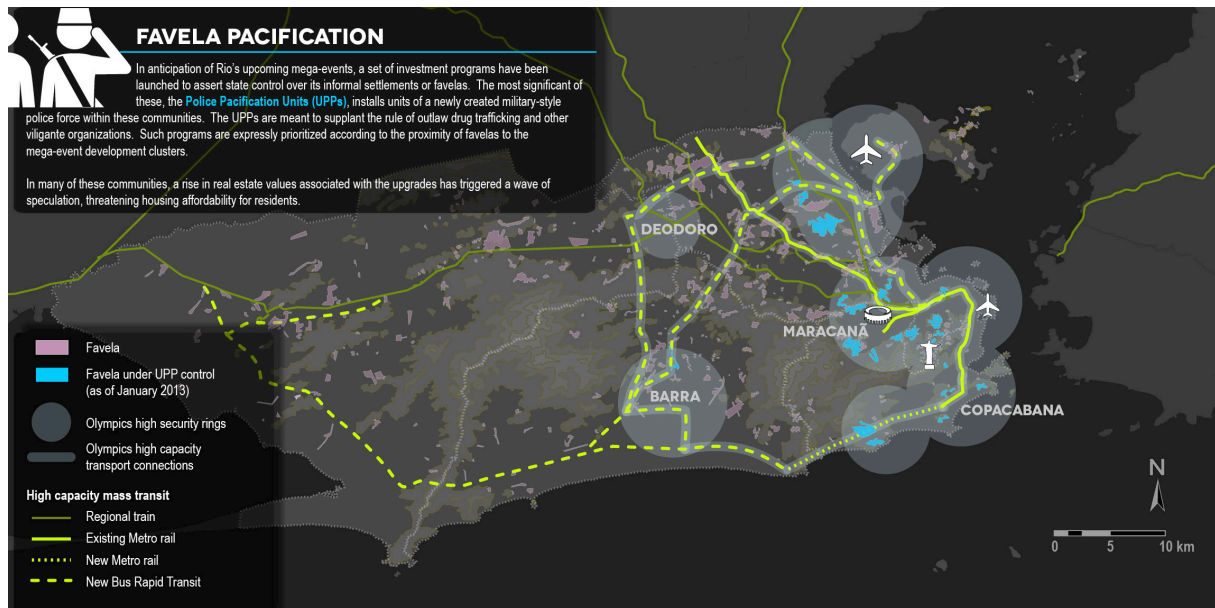 FAVELA PACIFICATION
In anticipation of Rio's upcoming mega-events, a set of investment programs have been
launched to assert state control over its informal settlements or favelas. The most significant of
these, the Police Pacification Units (UPPs), installs units of a newly created military-style
police force within these communities. The UPPs are meant to supplant the rule of outlaw drug trafficking and other
viligante organizations. Such programs are expressly prioritized according to the proximity of favelas to the
mega-event development clusters.
In many of these communities, a rise in real estate values associated with the upgrades has triggered a wave of
speculation, threatening housing affordability for residents.
DEODORO
MARACANÃ
BARRA
COPACABANA
Favela
Favela under UPP control
(as of January 2013)
Olympics high security rings
Olympics high capacity
transport connections
High capacity mass transit
Regional train
Existing Metro rail
New Metro rail
New Bus Rapid Transit
N
0 5 10 km